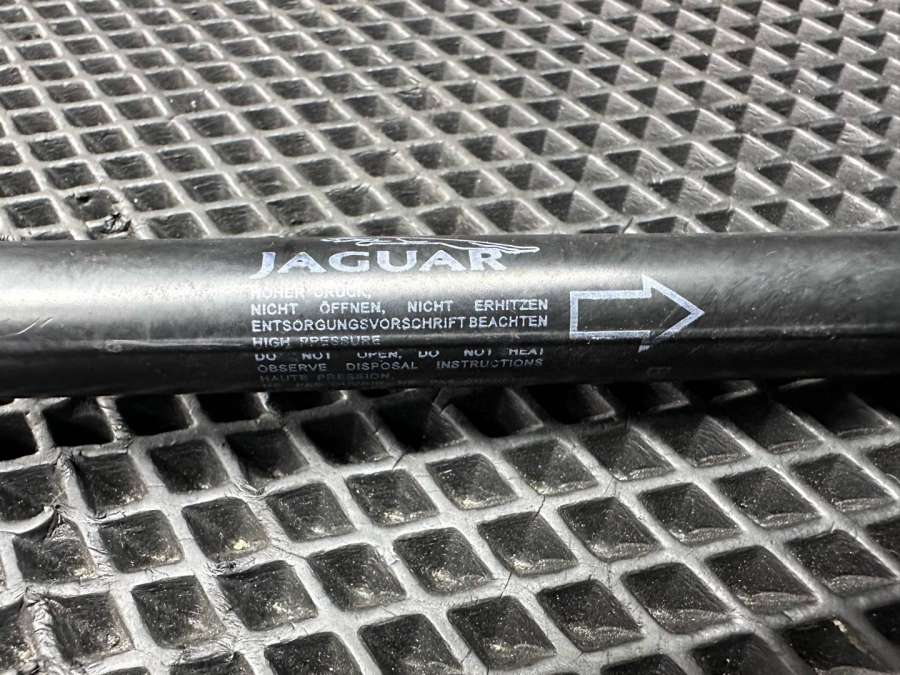 JAGUAR
HOHER DRUCK,
NICHT ÖFFNEN, NICHT ERHITZEN
ENTSORGUNGSVORSCHRIFT BEACHTEN
HIGH PRESSURE
DO NOT OPEN, DO NOT HEAT
OBSERVE DISPOSAL INSTRUCTIONS
HAUTE PRESSION